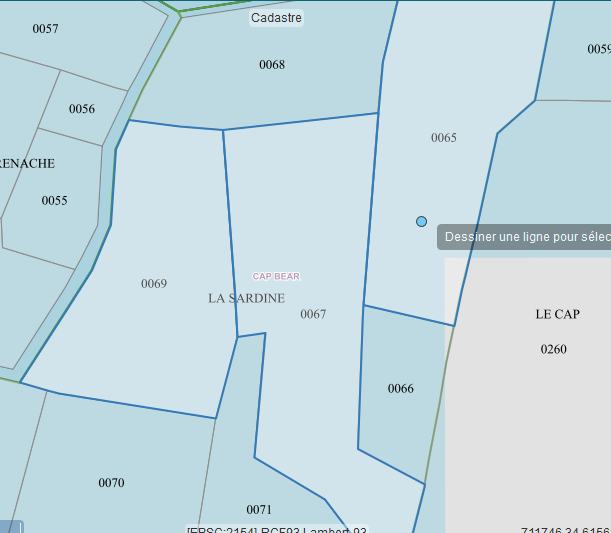 0057
Cadastre
0059
0068
0056
0065
RENACHE
0055
Dessiner une ligne pour sélec
CAP BEAR
0069
LA SARDINE
0067
LE CAP
0260
0066
0070
0071
[EPSG:2154] RGF93 Lambert 93
711746.34 6156